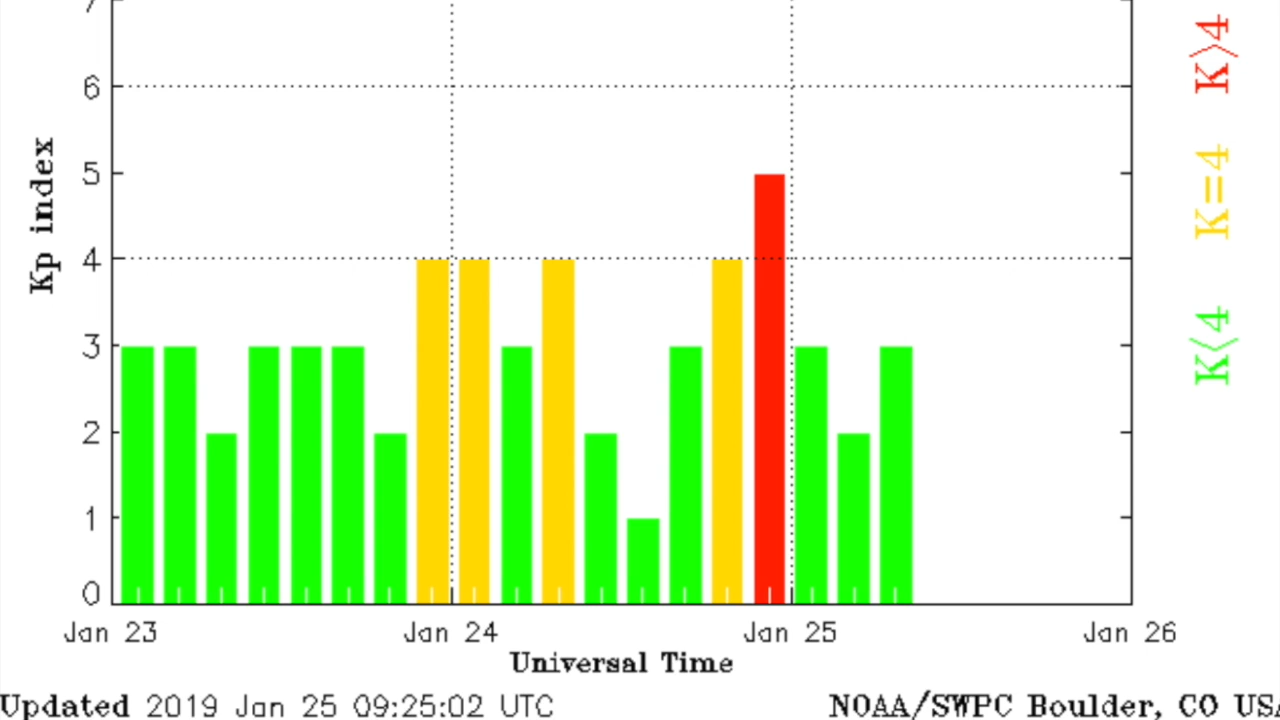 7
6
5
4
3
2
1
0
Kp index
K>4
K=4
K<4
Jan 23 Jan 24 Jan 25 Jan 26
Universal Time
Updated 2019 Jan 25 09:25:02 UTC
NOAA/SWPC Boulder, CO USA